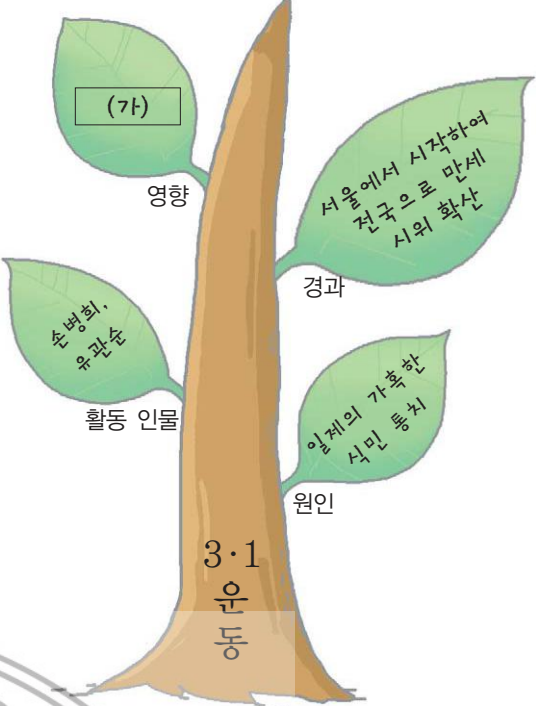 (가)
영향
서울에서 시작하여
전국으로 만세
시위 확산
경과
손병희,
유관순
활동 인물
일제의 가혹한
식민 통치
원인
3·1
운
동